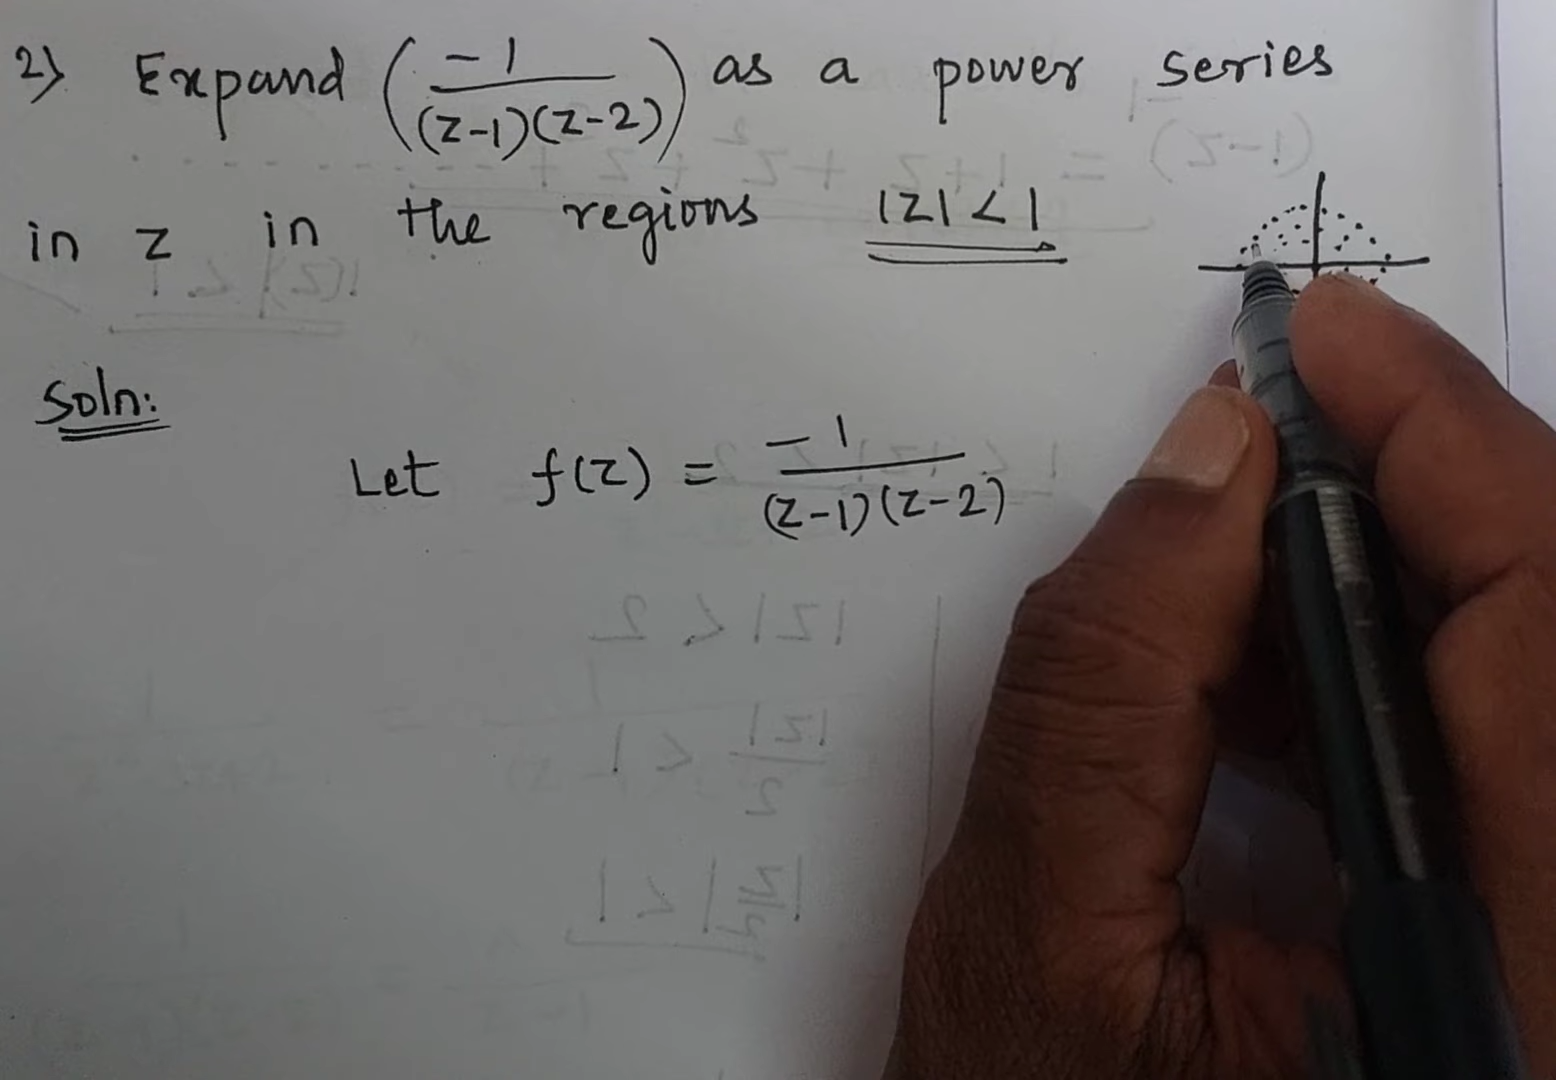 2) Expand (-1/((z-1)(z-2))) as a power series
in z in the regions |z| < 1
Soln:
Let f(z) = -1/((z-1)(z-2))